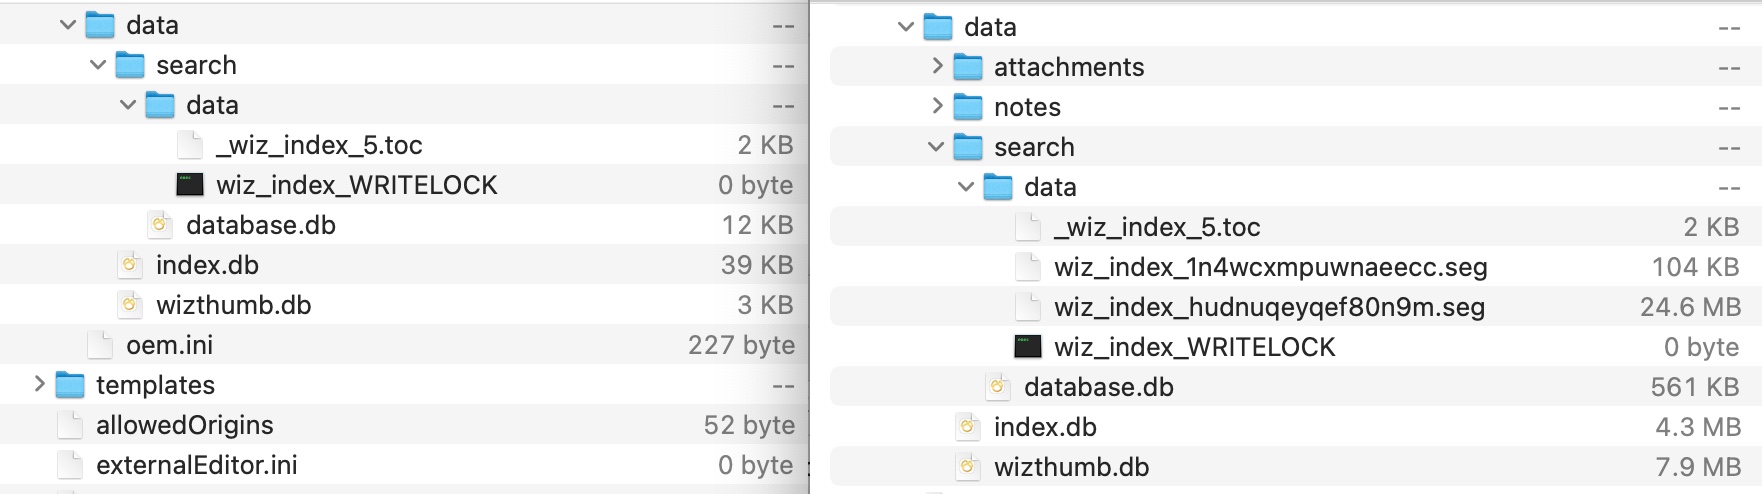 data --
search --
data --
_wiz_index_5.toc 2 KB
wiz_index_WRITELOCK 0 byte
database.db 12 KB
index.db 39 KB
wizthumb.db 3 KB
oem.ini 227 byte
templates --
allowedOrigins 52 byte
externalEditor.ini 0 byte
data --
attachments --
notes --
search --
data --
_wiz_index_5.toc 2 KB
wiz_index_1n4wcxmpuwnaeecc.seg 104 KB
wiz_index_hudnuqeyqef80n9m.seg 24.6 MB
wiz_index_WRITELOCK 0 byte
database.db 561 KB
index.db 4.3 MB
wizthumb.db 7.9 MB